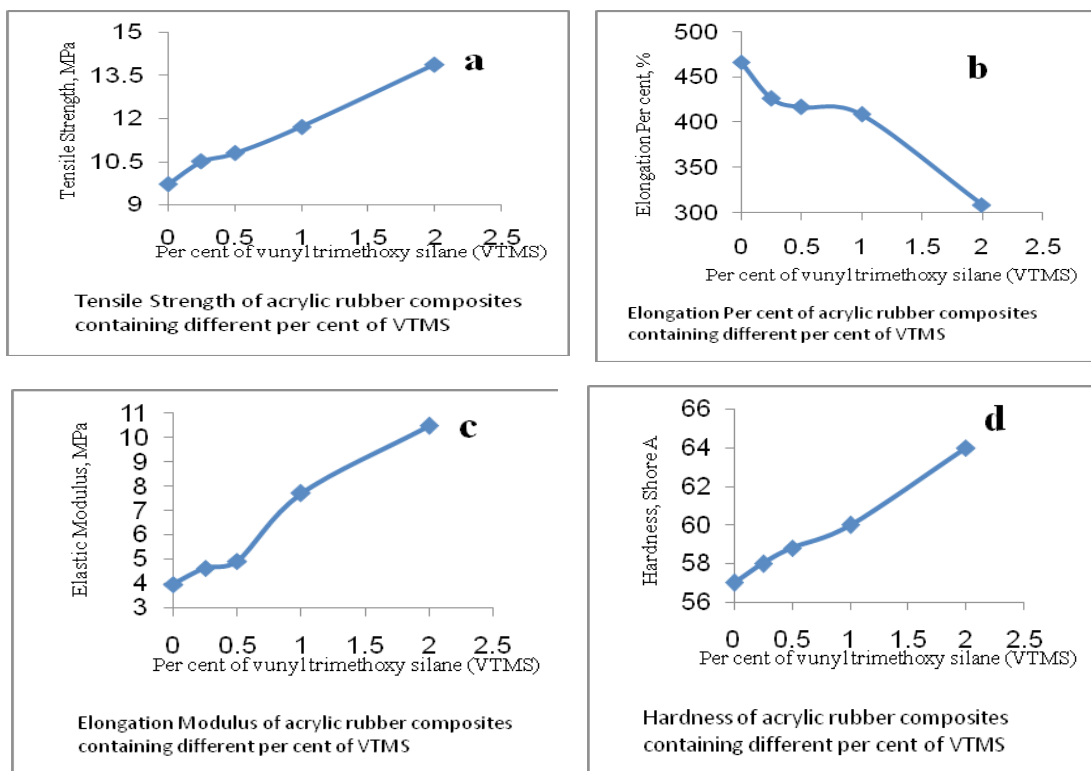 a
Tensile Strength, MPa
15
13.5
12
10.5
9
0 0.5 1 1.5 2 2.5
Per cent of vunyl trimethoxy silane (VTMS)
Tensile Strength of acrylic rubber composites
containing different per cent of VTMS
b
Elongation Per cent, %
500
450
400
350
300
0 0.5 1 1.5 2 2.5
Per cent of vunyl trimethoxy silane (VTMS)
Elongation Per cent of acrylic rubber composites
containing different per cent of VTMS
c
Elastic Modulus, MPa
11
10
9
8
7
6
5
4
3
0 0.5 1 1.5 2 2.5
Per cent of vunyl trimethoxy silane (VTMS)
Elongation Modulus of acrylic rubber composites
containing different per cent of VTMS
d
Hardness, Shore A
66
64
62
60
58
56
0 0.5 1 1.5 2 2.5
Per cent of vunyl trimethoxy silane (VTMS)
Hardness of acrylic rubber composites
containing different per cent of VTMS